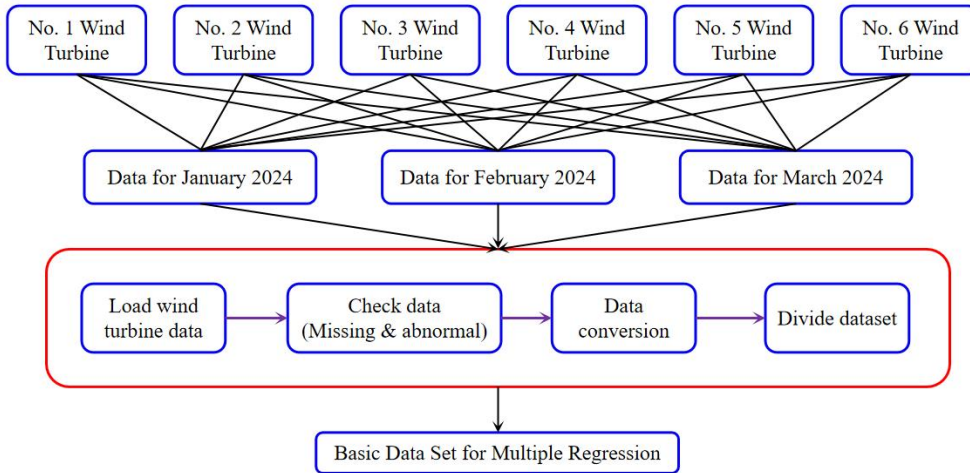 No. 1 Wind
Turbine
No. 2 Wind
Turbine
No. 3 Wind
Turbine
No. 4 Wind
Turbine
No. 5 Wind
Turbine
No. 6 Wind
Turbine
Data for January 2024
Data for February 2024
Data for March 2024
Load wind
turbine data
Check data
(Missing & abnormal)
Data
conversion
Divide dataset
Basic Data Set for Multiple Regression